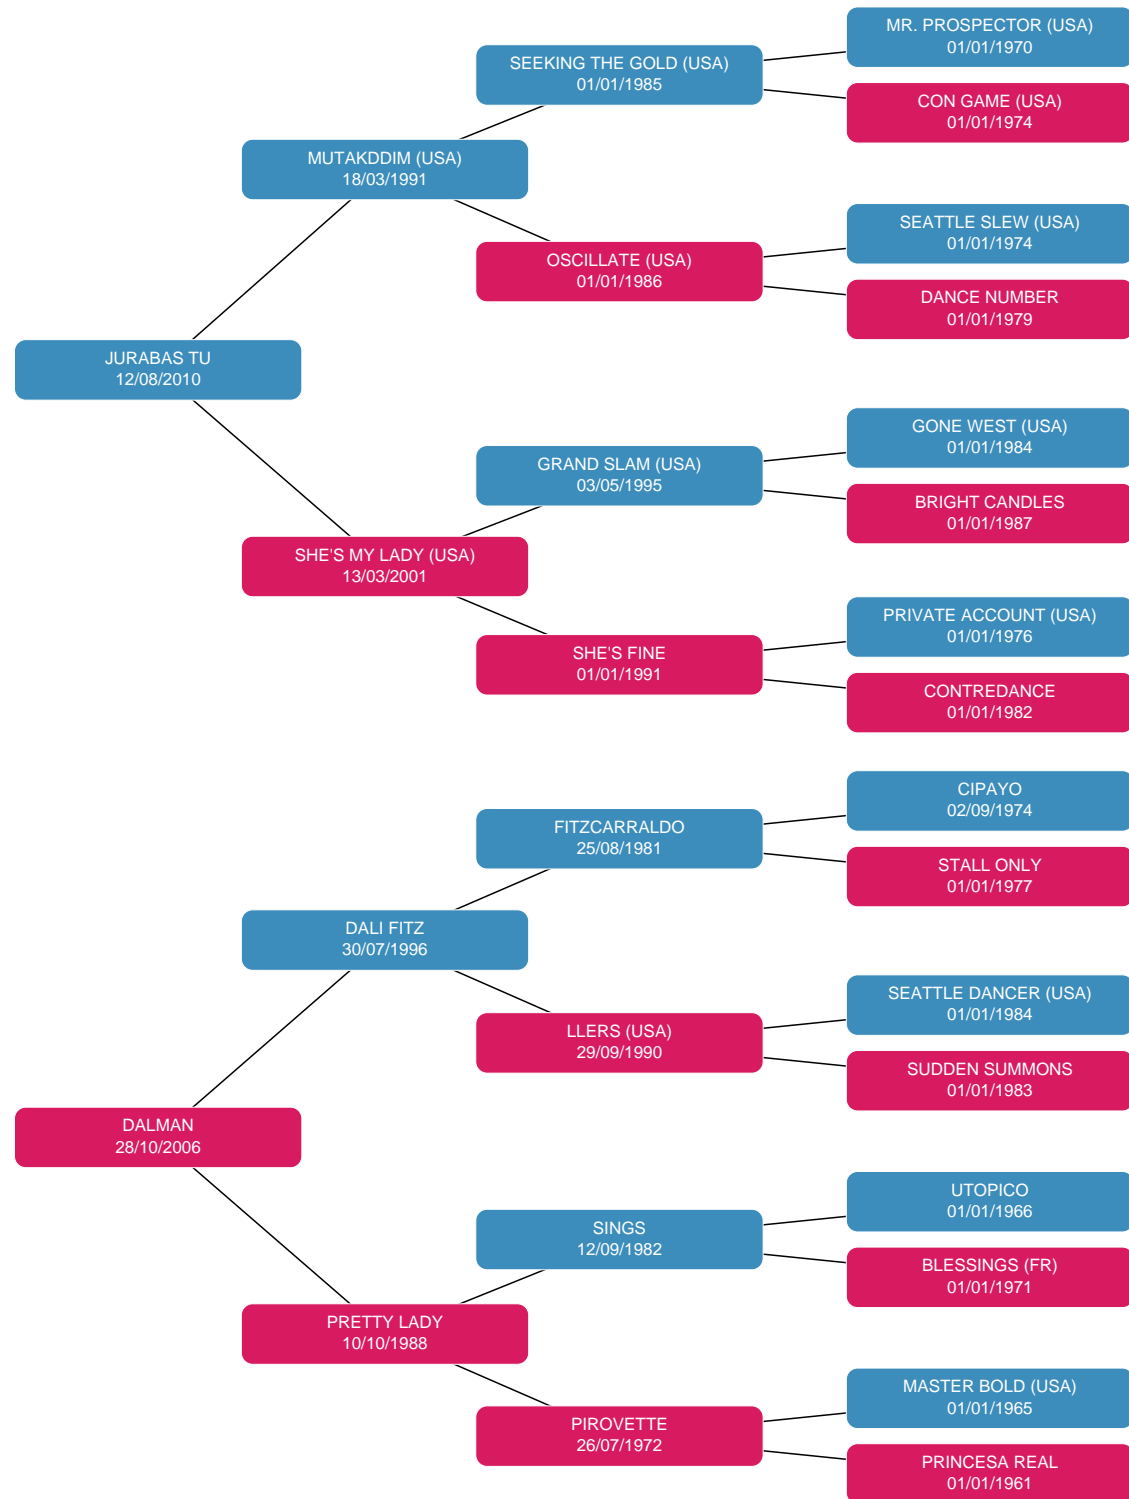 MR. PROSPECTOR (USA)
01/01/1970
SEEKING THE GOLD (USA)
01/01/1985
CON GAME (USA)
01/01/1974
MUTAKDDIM (USA)
18/03/1991
SEATTLE SLEW (USA)
01/01/1974
OSCILLATE (USA)
01/01/1986
DANCE NUMBER
01/01/1979
JURABAS TU
12/08/2010
GONE WEST (USA)
01/01/1984
GRAND SLAM (USA)
03/05/1995
BRIGHT CANDLES
01/01/1987
SHE'S MY LADY (USA)
13/03/2001
PRIVATE ACCOUNT (USA)
01/01/1976
SHE'S FINE
01/01/1991
CONTREDANCE
01/01/1982
CIPAYO
02/09/1974
FITZCARRALDO
25/08/1981
STALL ONLY
01/01/1977
DALI FITZ
30/07/1996
SEATTLE DANCER (USA)
01/01/1984
LLERS (USA)
29/09/1990
SUDDEN SUMMONS
01/01/1983
DALMAN
28/10/2006
UTOPICO
01/01/1966
SINGS
12/09/1982
BLESSINGS (FR)
01/01/1971
PRETTY LADY
10/10/1988
MASTER BOLD (USA)
01/01/1965
PIROVETTE
26/07/1972
PRINCESA REAL
01/01/1961